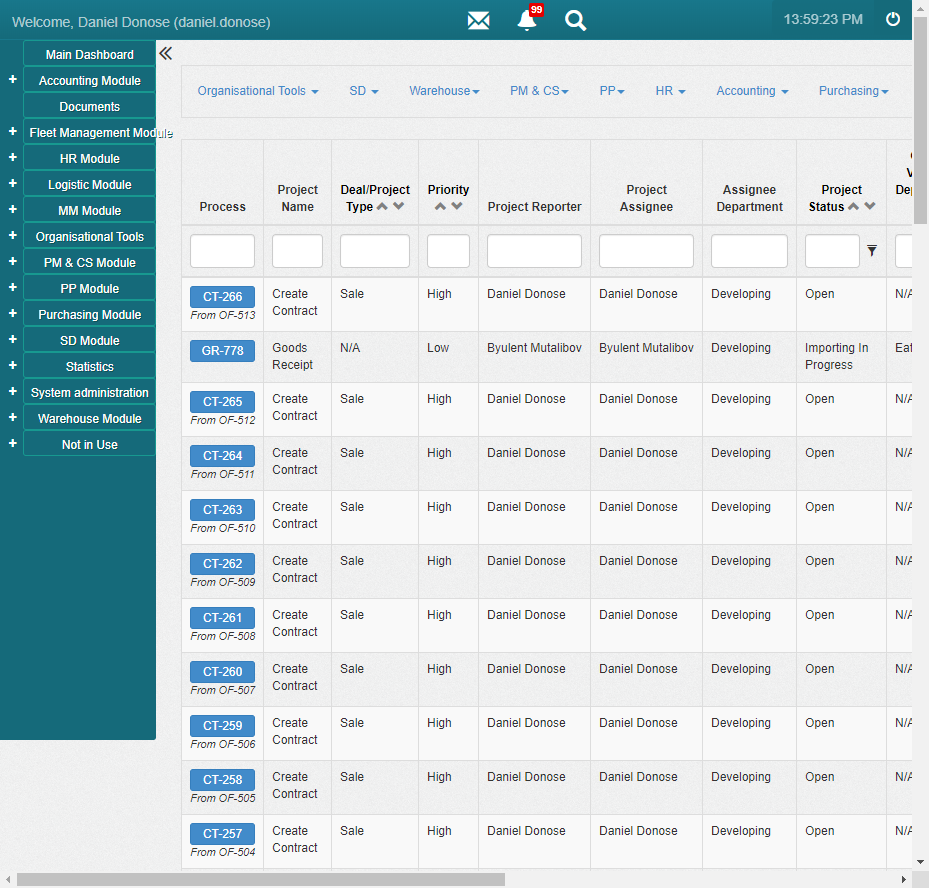 Welcome, Daniel Donose (daniel.donose)
99
13:59:23 PM
Main Dashboard
Accounting Module
Documents
Fleet Management Module
HR Module
Logistic Module
MM Module
Organisational Tools
PM & CS Module
PP Module
Purchasing Module
SD Module
Statistics
System administration
Warehouse Module
Not in Use
Organisational Tools SD Warehouse PM & CS PP HR Accounting Purchasing
Process Project Name Deal/Project Type Priority Project Reporter Project Assignee Assignee Department Project Status
CT-266 Create Contract Sale High Daniel Donose Daniel Donose Developing Open N/A
From OF-513
GR-778 Goods Receipt N/A Low Byulent Mutalibov Byulent Mutalibov Developing Importing In Progress
CT-265 Create Contract Sale High Daniel Donose Daniel Donose Developing Open N/A
From OF-512
CT-264 Create Contract Sale High Daniel Donose Daniel Donose Developing Open N/A
From OF-511
CT-263 Create Contract Sale High Daniel Donose Daniel Donose Developing Open N/A
From OF-510
CT-262 Create Contract Sale High Daniel Donose Daniel Donose Developing Open N/A
From OF-509
CT-261 Create Contract Sale High Daniel Donose Daniel Donose Developing Open N/A
From OF-508
CT-260 Create Contract Sale High Daniel Donose Daniel Donose Developing Open N/A
From OF-507
CT-259 Create Contract Sale High Daniel Donose Daniel Donose Developing Open N/A
From OF-506
CT-258 Create Contract Sale High Daniel Donose Daniel Donose Developing Open N/A
From OF-505
CT-257 Create Contract Sale High Daniel Donose Daniel Donose Developing Open N/A
From OF-504